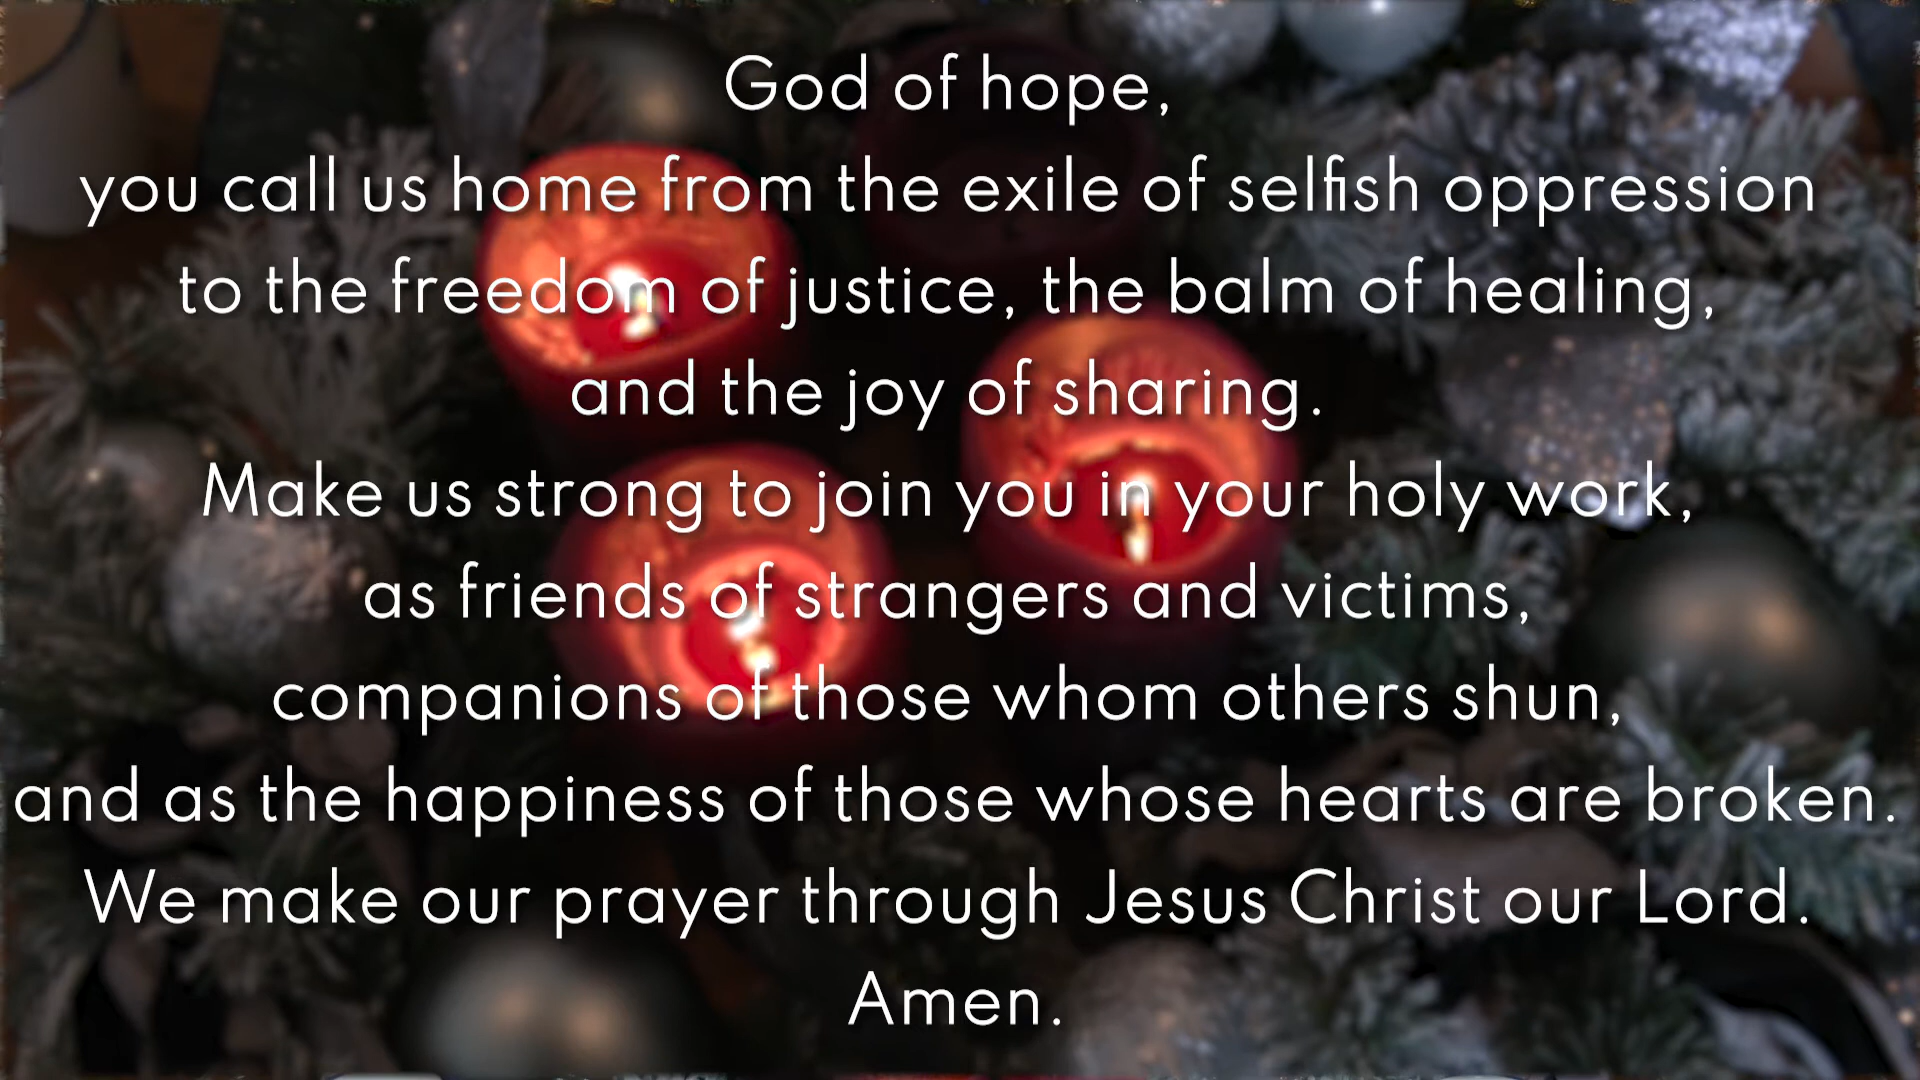 God of hope,
you call us home from the exile of selfish oppression
to the freedom of justice, the balm of healing,
and the joy of sharing.
Make us strong to join you in your holy work,
as friends of strangers and victims,
companions of those whom others shun,
and as the happiness of those whose hearts are broken.
We make our prayer through Jesus Christ our Lord.
Amen.